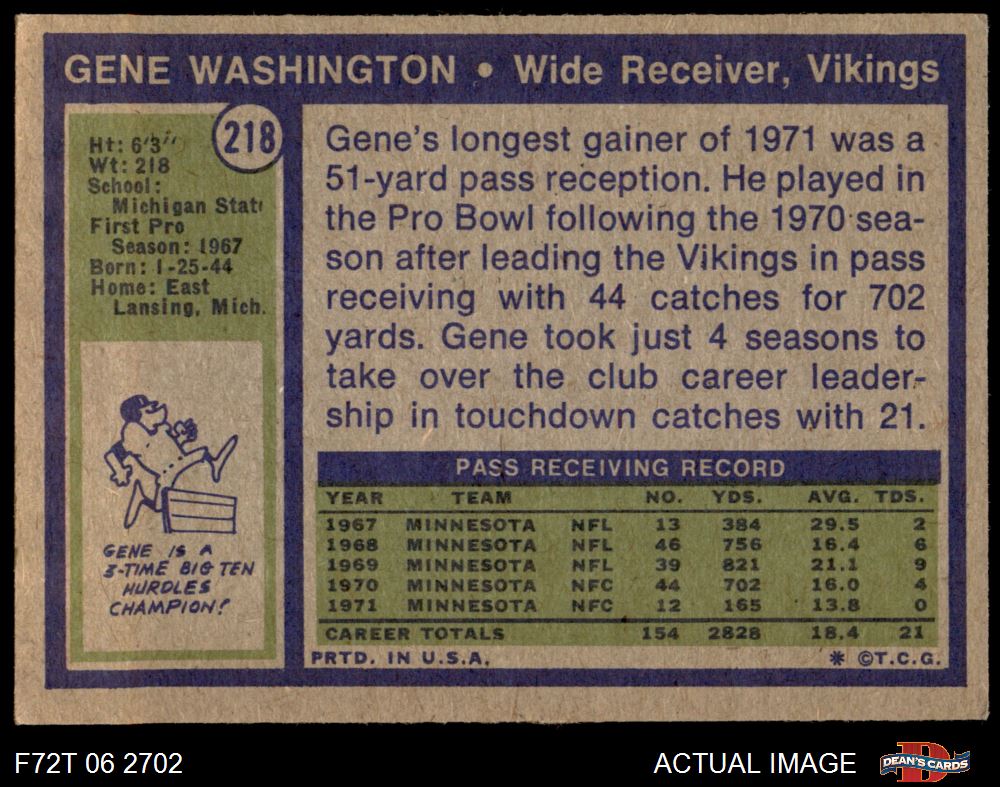 GENE WASHINGTON • Wide Receiver, Vikings
218
Ht: 6'3"
Wt: 218
School:
Michigan State
First Pro
Season: 1967
Born: 1-25-44
Home: East
Lansing, Mich.
GENE IS A
3-TIME BIG TEN
HURDLES
CHAMPION!
Gene's longest gainer of 1971 was a
51-yard pass reception. He played in
the Pro Bowl following the 1970 sea-
son after leading the Vikings in pass
receiving with 44 catches for 702
yards. Gene took just 4 seasons to
take over the club career leader-
ship in touchdown catches with 21.
PASS RECEIVING RECORD
YEAR TEAM NO. YDS. AVG. TDS.
1967 MINNESOTA NFL 13 384 29.5 2
1968 MINNESOTA NFL 46 756 16.4 6
1969 MINNESOTA NFL 39 821 21.1 9
1970 MINNESOTA NFC 44 702 16.0 4
1971 MINNESOTA NFC 12 165 13.8 0
CAREER TOTALS 154 2828 18.4 21
PRTD. IN U.S.A. * ©T.C.G.
F72T 06 2702 ACTUAL IMAGE
DEAN'S CARDS